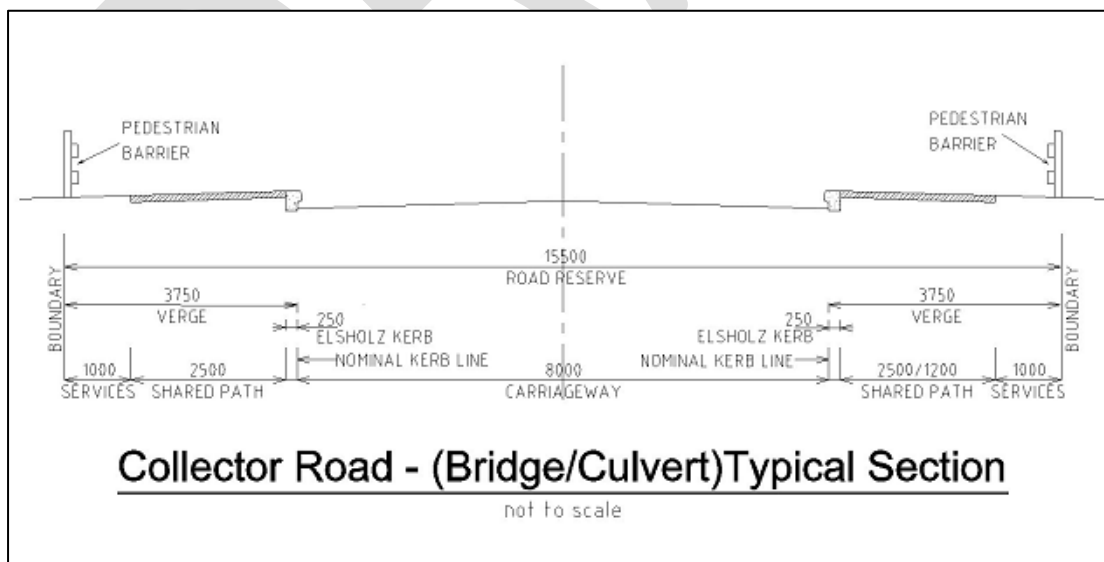 PEDESTRIAN
BARRIER
PEDESTRIAN
BARRIER
15500
ROAD RESERVE
BOUNDARY
BOUNDARY
3750
VERGE
3750
VERGE
250
ELSHOLZ KERB
250
ELSHOLZ KERB
NOMINAL KERB LINE
NOMINAL KERB LINE
1000
SERVICES
2500
SHARED PATH
8000
CARRIAGEWAY
2500/1200
SHARED PATH
1000
SERVICES
Collector Road - (Bridge/Culvert)Typical Section
not to scale